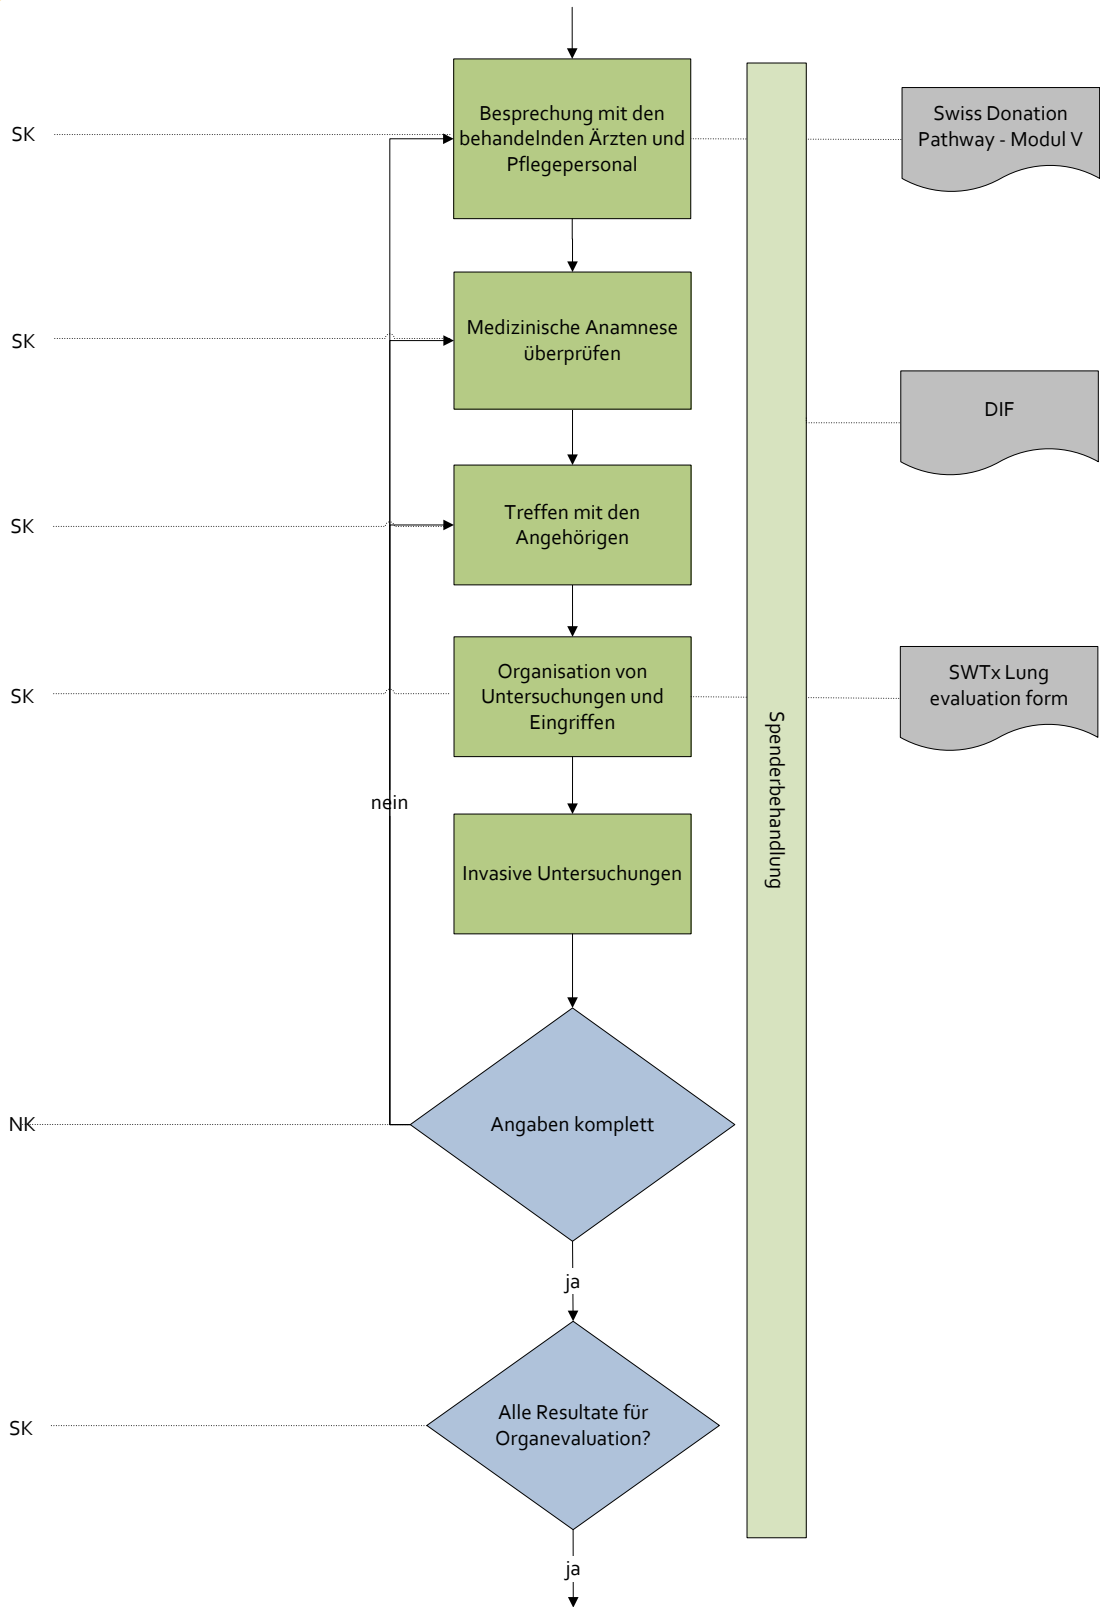 SK
Besprechung mit den
behandelnden Ärzten und
Pflegepersonal
Swiss Donation
Pathway - Modul V
SK
Medizinische Anamnese
überprüfen
DIF
SK
Treffen mit den
Angehörigen
SK
Organisation von
Untersuchungen und
Eingriffen
SWTx Lung
evaluation form
Spenderbehandlung
nein
Invasive Untersuchungen
NK
Angaben komplett
ja
SK
Alle Resultate für
Organevaluation?
ja